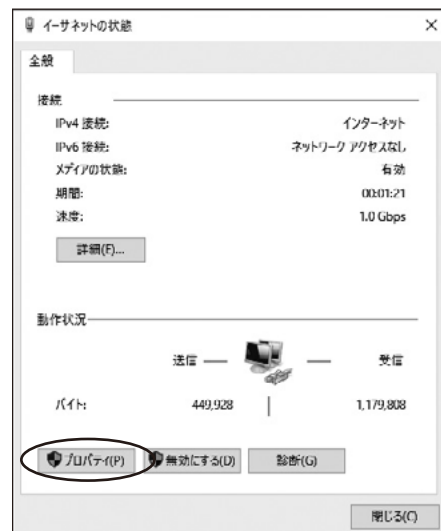 イーサネットの状態
全般
接続
IPv4 接続: インターネット
IPv6 接続: ネットワーク アクセスなし
メディアの状態: 有効
期間: 00:01:21
速度: 1.0 Gbps
詳細(E)...
動作状況
送信 — — 受信
バイト: 449,928 | 1,179,808
プロパティ(P) 無効にする(D) 診断(G)
閉じる(C)